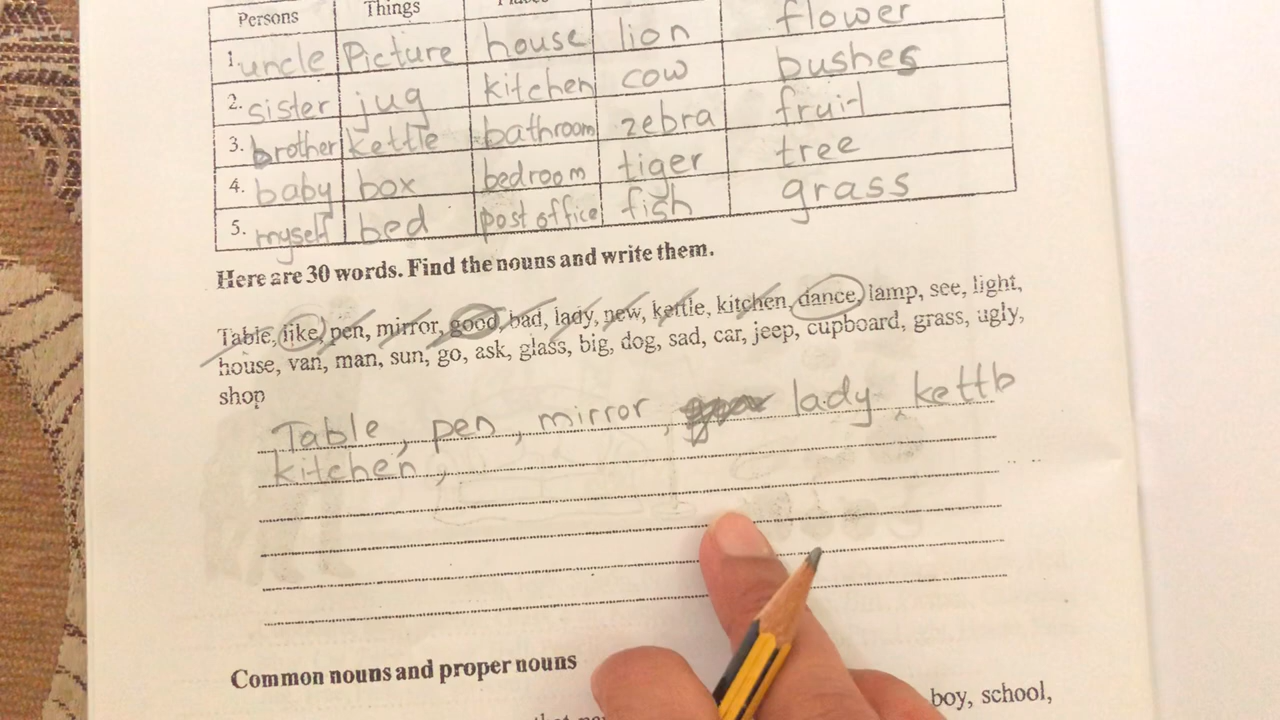 Persons Things
flower
1. uncle Picture house lion bushes
2. sister jug kitchen cow fruit
3. brother kettle bathroom zebra tree
4. baby box bedroom tiger grass
5. myself bed post office fish
Here are 30 words. Find the nouns and write them.
Table, like, pen, mirror, good, bad, lady, new, kettle, kitchen, dance, lamp, see, light,
house, van, man, sun, go, ask, glass, big, dog, sad, car, jeep, cupboard, grass, ugly,
shop
Table, pen, mirror, lady, kettb
kitchen,
Common nouns and proper nouns
boy, school,